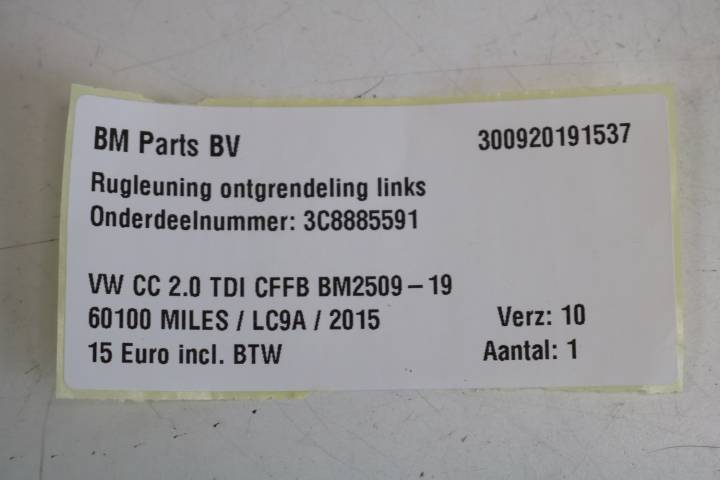 BM Parts BV 300920191537
Rugleuning ontgrendeling links
Onderdeelnummer: 3C8885591
VW CC 2.0 TDI CFFB BM2509 – 19
60100 MILES / LC9A / 2015 Verz: 10
15 Euro incl. BTW Aantal: 1